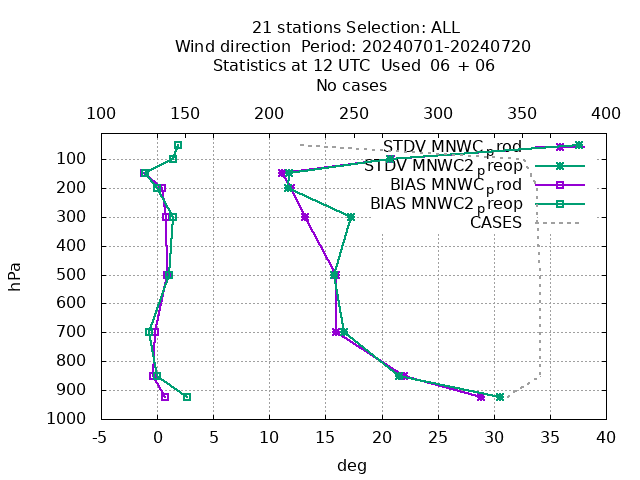 21 stations Selection: ALL
Wind direction  Period: 20240701-20240720
Statistics at 12 UTC  Used  06 + 06
No cases
100 150 200 250 300 350 400
STDV MNWC_prod
100
STDV MNWC2_preop
200
BIAS MNWC_prod
BIAS MNWC2_preop
300
CASES
400
hPa
500
600
700
800
900
1000
-5 0 5 10 15 20 25 30 35 40
deg